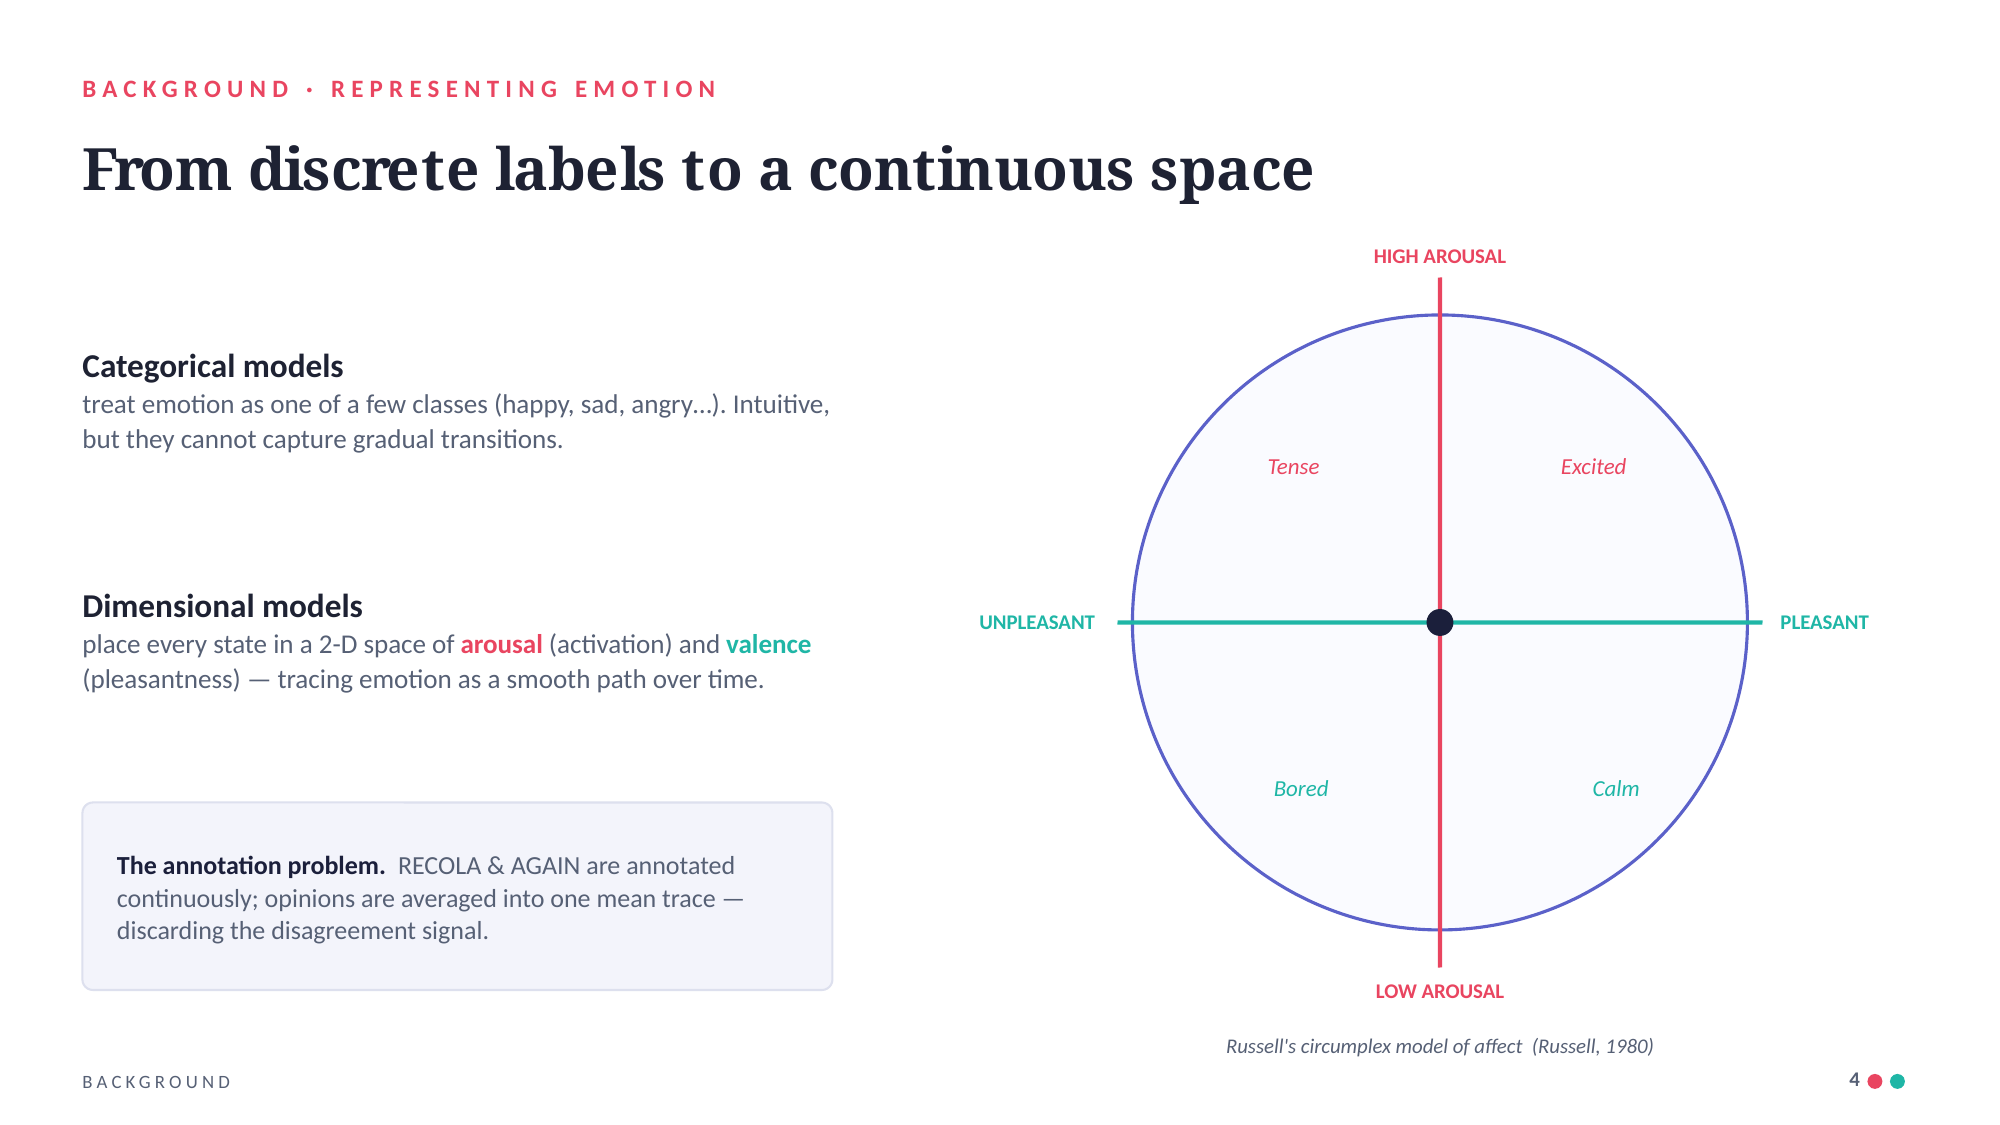 BACKGROUND · REPRESENTING EMOTION
From discrete labels to a continuous space
Categorical models
treat emotion as one of a few classes (happy, sad, angry…). Intuitive,
but they cannot capture gradual transitions.
Dimensional models
place every state in a 2-D space of arousal (activation) and valence
(pleasantness) — tracing emotion as a smooth path over time.
The annotation problem. RECOLA & AGAIN are annotated
continuously; opinions are averaged into one mean trace —
discarding the disagreement signal.
HIGH AROUSAL
Tense
Excited
UNPLEASANT
PLEASANT
Bored
Calm
LOW AROUSAL
Russell's circumplex model of affect (Russell, 1980)
BACKGROUND
4